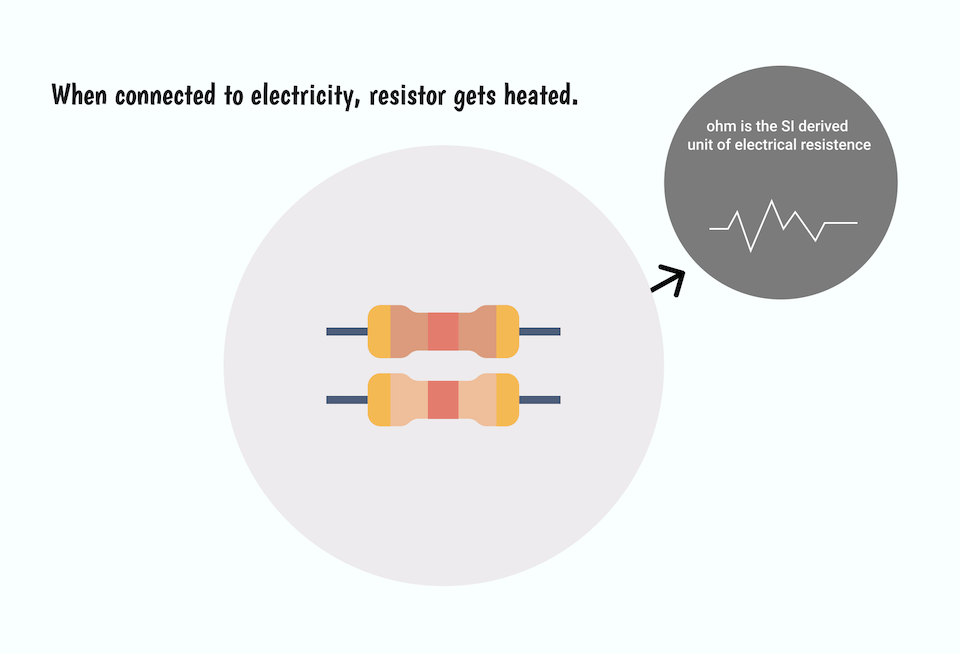 When connected to electricity, resistor gets heated.
ohm is the SI derived
unit of electrical resistence